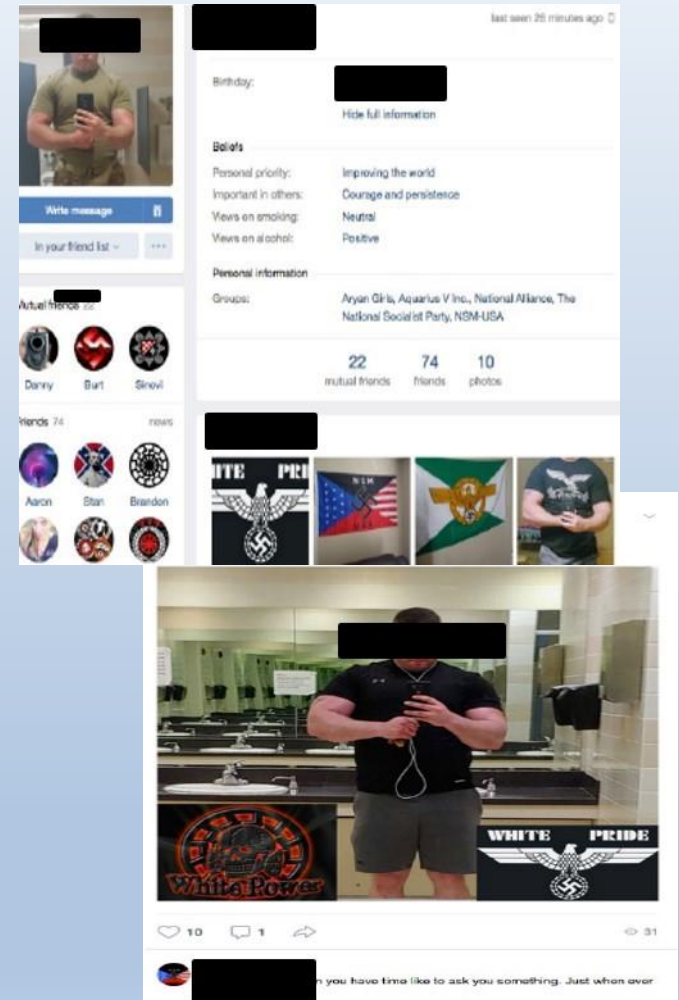 last seen 26 minutes ago
Birthday:
Hide full information
Beliefs
Personal priority: Improving the world
Important in others: Courage and persistence
Views on smoking: Neutral
Views on alcohol: Positive
Personal information
Groups: Aryan Girls, Aquarius V Inc., National Alliance, The
National Socialist Party, NSM-USA
22 74 10
mutual friends friends photos
Write message
In your friend list
Mutual friends 22
Danny Burt Sinovi
Friends 74 news
Aaron Stan Brandon
ITE PRI
NSM
USA
White Power
WHITE PRIDE
10 1 31
you have time like to ask you something. Just when ever